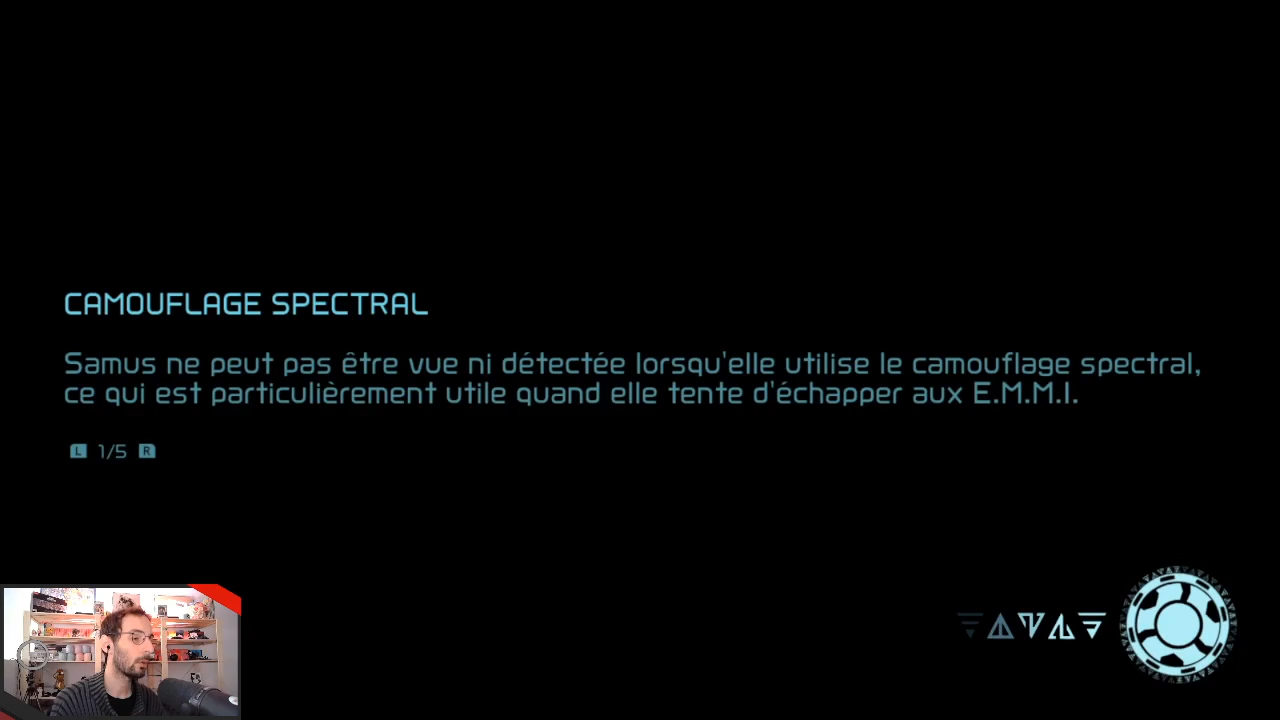 CAMOUFLAGE SPECTRAL
Samus ne peut pas être vue ni détectée lorsqu'elle utilise le camouflage spectral,
ce qui est particulièrement utile quand elle tente d'échapper aux E.M.M.I.
L 1/5 R